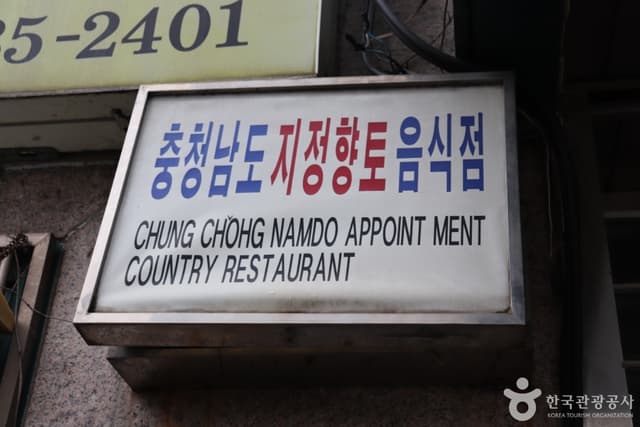 35-2401
충청남도지정향토음식점
CHUNG CHŎHG NAMDO APPOINT MENT
COUNTRY RESTAURANT
한국관광공사
KOREA TOURISM ORGANIZATION